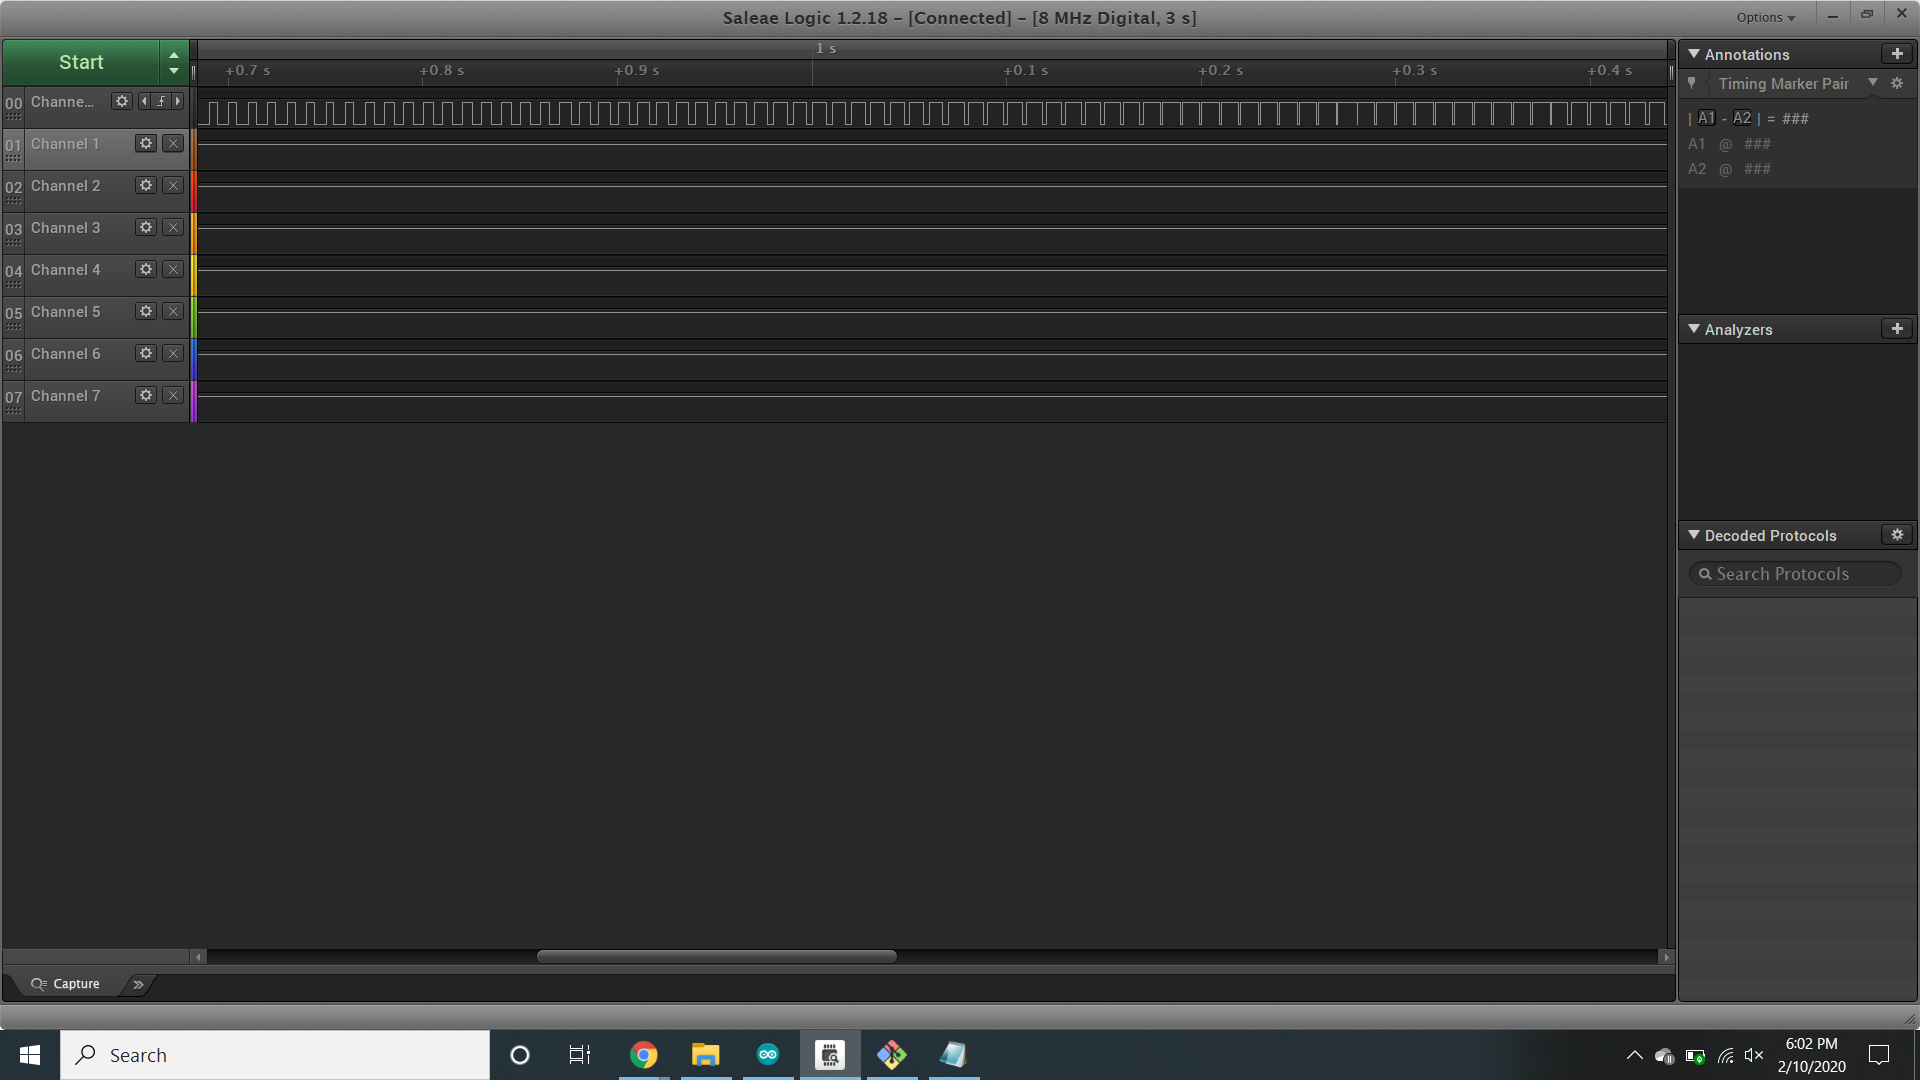 Saleae Logic 1.2.18 – [Connected] – [8 MHz Digital, 3 s]
Options
Start
1 s
+0.7 s +0.8 s +0.9 s +0.1 s +0.2 s +0.3 s +0.4 s
00 Channe...
01 Channel 1
02 Channel 2
03 Channel 3
04 Channel 4
05 Channel 5
06 Channel 6
07 Channel 7
Annotations
Timing Marker Pair
| A1 - A2 | = ###
A1 @ ###
A2 @ ###
Analyzers
Decoded Protocols
Search Protocols
Capture
Search
6:02 PM
2/10/2020